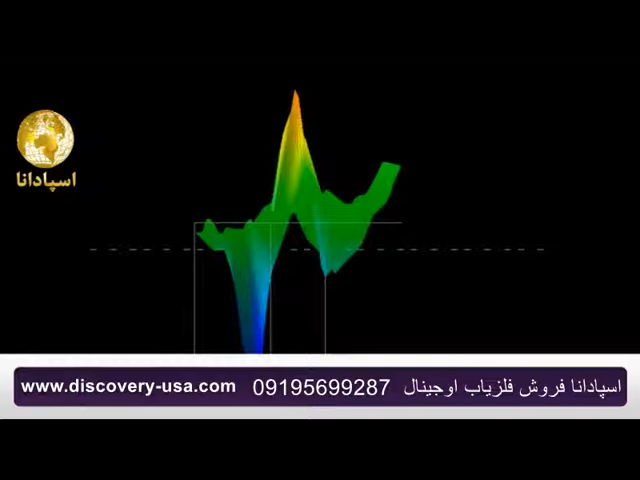 اسپادانا
www.discovery-usa.com 09195699287 اسپادانا فروش فلزیاب اوجینال